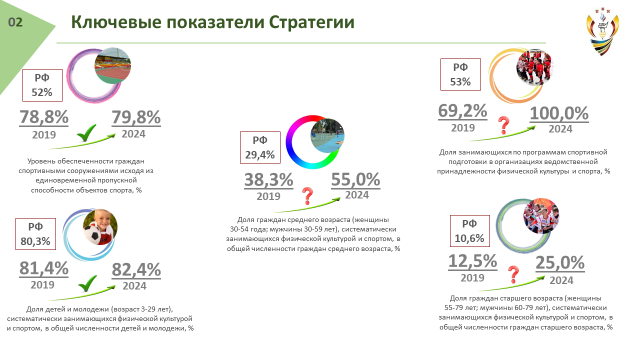 02
Ключевые показатели Стратегии
РФ
52%
78,8%
2019
79,8%
2024
Уровень обеспеченности граждан
спортивными сооружениями исходя из
единовременной пропускной
способности объектов спорта, %
РФ
80,3%
81,4%
2019
82,4%
2024
Доля детей и молодежи (возраст 3-29 лет),
систематически занимающихся физической культурой
и спортом, в общей численности детей и молодежи, %
РФ
29,4%
38,3%
2019
?
55,0%
2024
Доля граждан среднего возраста (женщины
30-54 года; мужчины 30-59 лет), систематически
занимающихся физической культурой и спортом, в
общей численности граждан среднего возраста, %
РФ
53%
69,2%
2019
?
100,0%
2024
Доля занимающихся по программам спортивной
подготовки в организациях ведомственной
принадлежности физической культуры и спорта, %
РФ
10,6%
12,5%
2019
?
25,0%
2024
Доля граждан старшего возраста (женщины
55-79 лет; мужчины 60-79 лет), систематически
занимающихся физической культурой и спортом, в
общей численности граждан старшего возраста, %